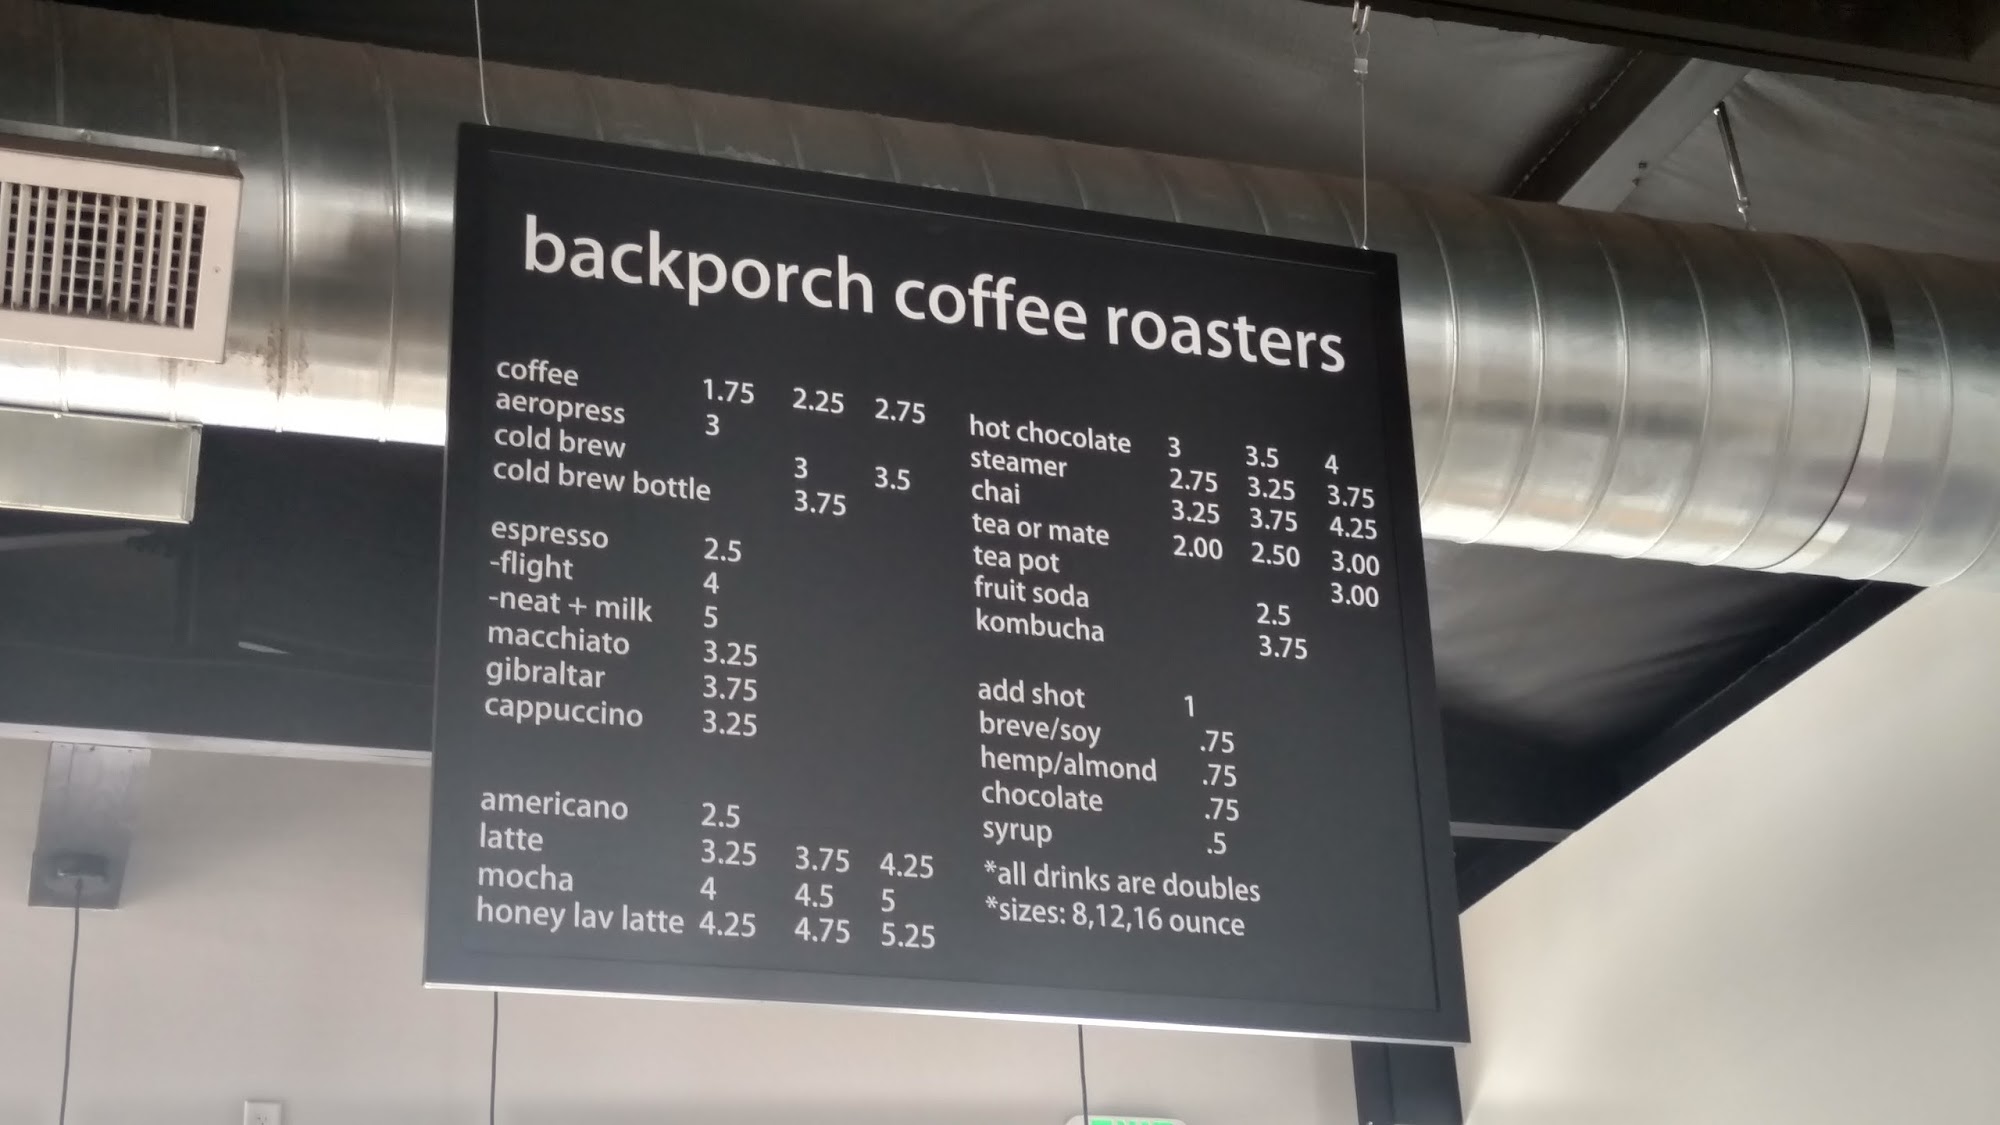 backporch coffee roasters
coffee 1.75 2.25 2.75
aeropress 3
cold brew 3 3.5
cold brew bottle 3.75
espresso 2.5
-flight 4
-neat + milk 5
macchiato 3.25
gibraltar 3.75
cappuccino 3.25
americano 2.5
latte 3.25 3.75 4.25
mocha 4 4.5 5
honey lav latte 4.25 4.75 5.25
hot chocolate 3 3.5 4
steamer 2.75 3.25 3.75
chai 3.25 3.75 4.25
tea or mate 2.00 2.50 3.00
tea pot 3.00
fruit soda 2.5
kombucha 3.75
add shot 1
breve/soy .75
hemp/almond .75
chocolate .75
syrup .5
*all drinks are doubles
*sizes: 8,12,16 ounce